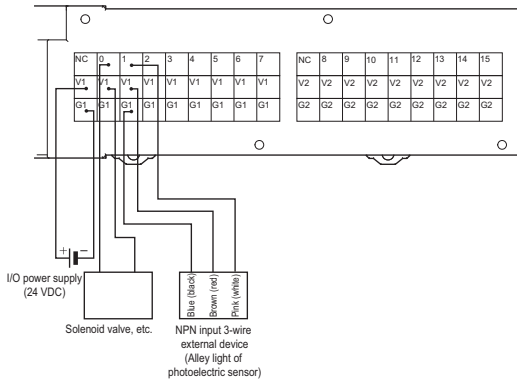 NC 0 1 2 3 4 5 6 7 NC 8 9 10 11 12 13 14 15
V1 V1 V1 V1 V1 V1 V1 V1 V1 V2 V2 V2 V2 V2 V2 V2 V2 V2
G1 G1 G1 G1 G1 G1 G1 G1 G1 G2 G2 G2 G2 G2 G2 G2 G2 G2
+ −
I/O power supply
(24 VDC)
Solenoid valve, etc.
Blue (black)
Brown (red)
Pink (white)
NPN input 3-wire
external device
(Alley light of
photoelectric sensor)